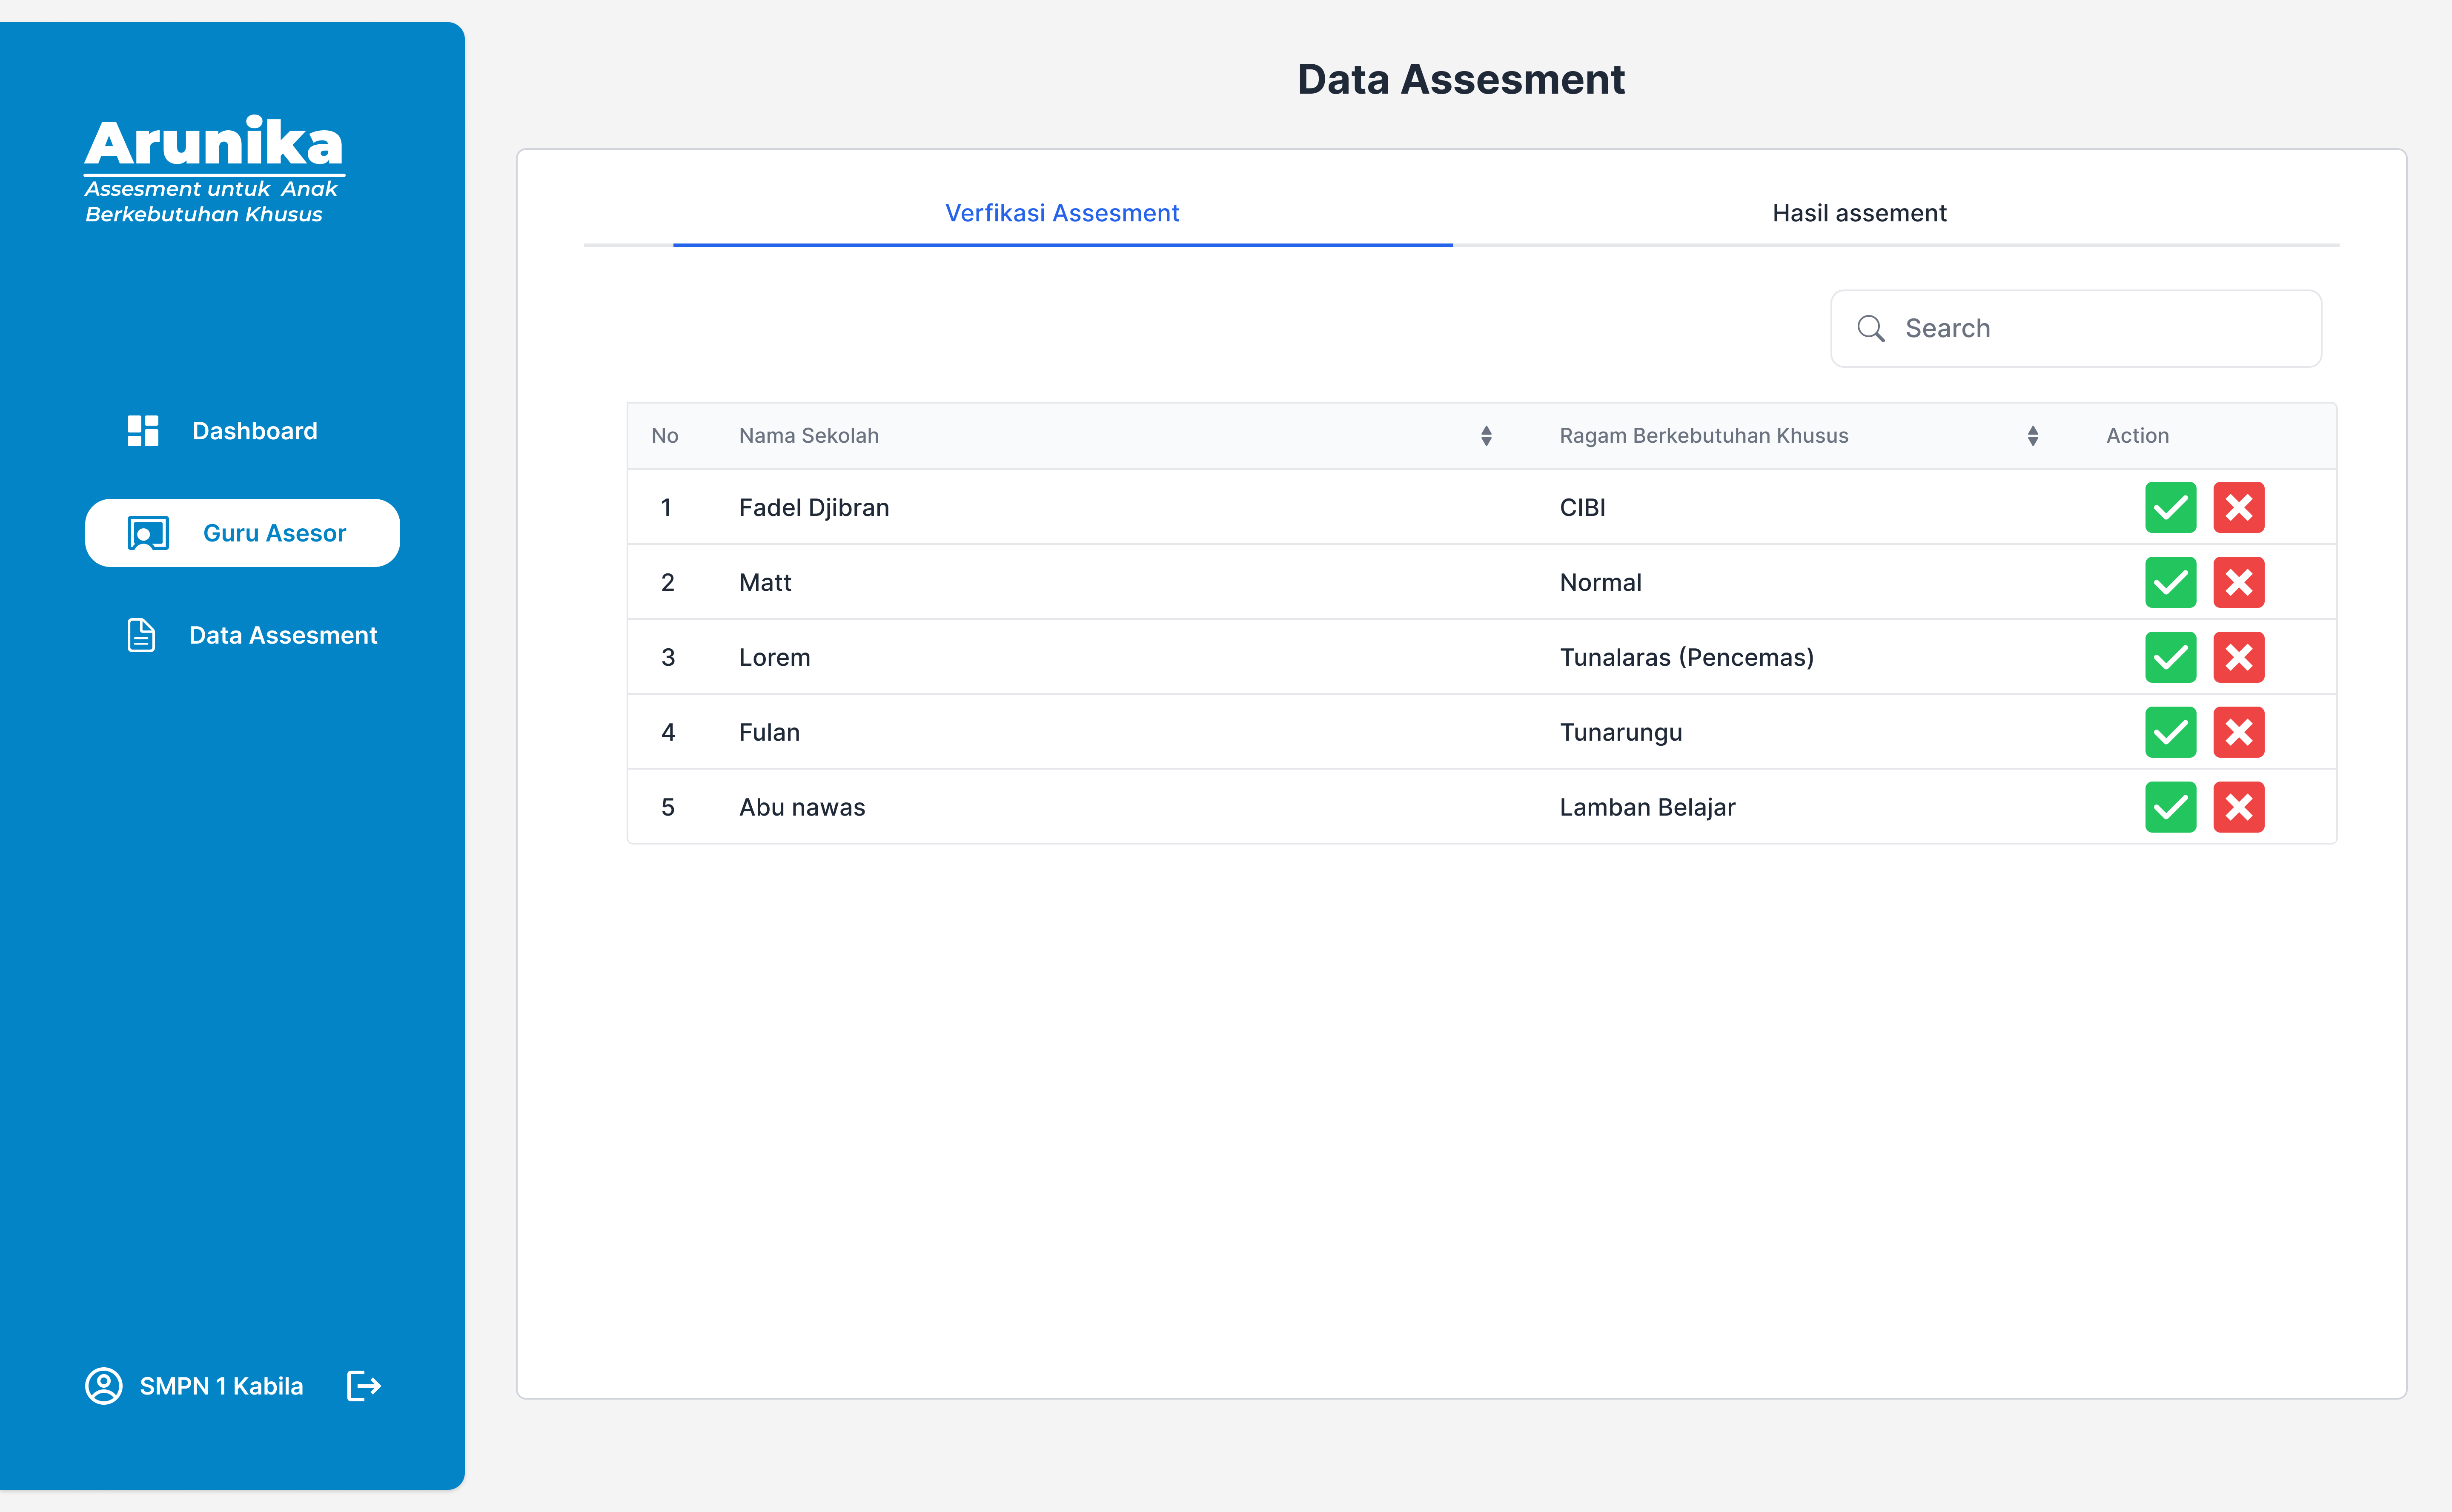 Arunika
Assesment untuk Anak
Berkebutuhan Khusus
Dashboard
Guru Asesor
Data Assesment
SMPN 1 Kabila
Data Assesment
Verfikasi Assesment
Hasil assement
Search
No Nama Sekolah Ragam Berkebutuhan Khusus Action
1 Fadel Djibran CIBI
2 Matt Normal
3 Lorem Tunalaras (Pencemas)
4 Fulan Tunarungu
5 Abu nawas Lamban Belajar